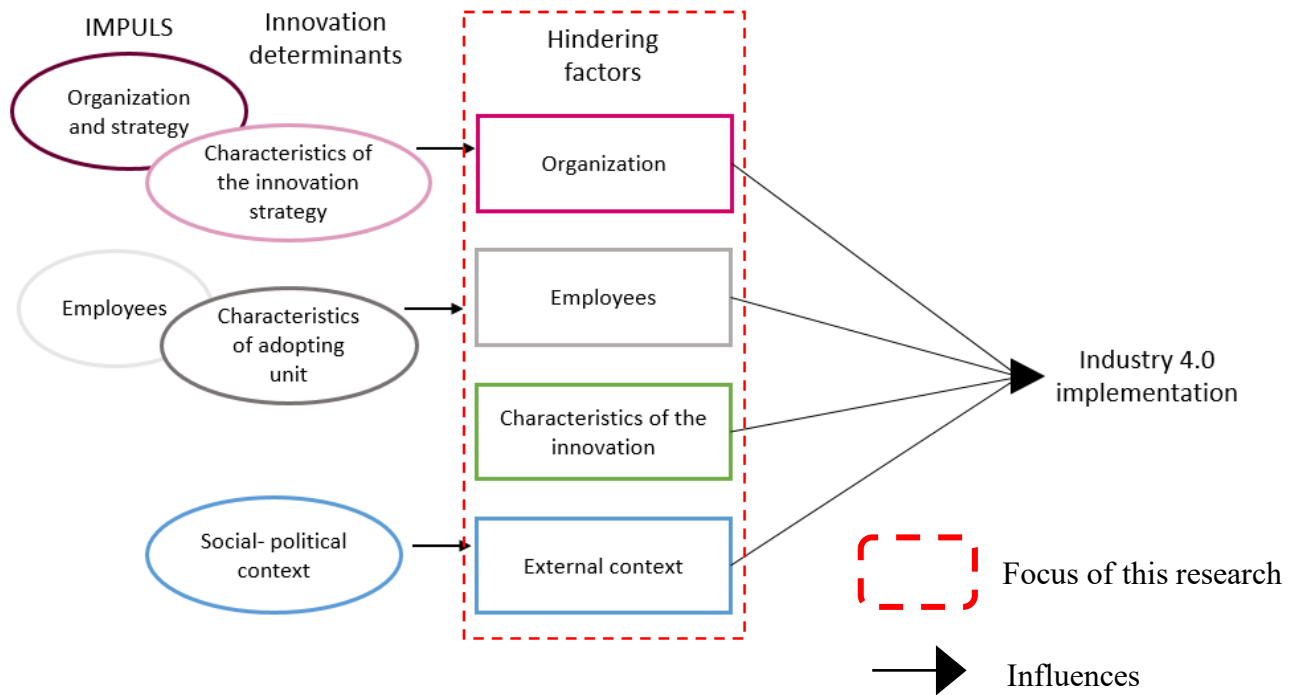 IMPULS
Innovation
determinants
Hindering
factors
Organization
and strategy
Characteristics of
the innovation
strategy
Organization
Employees
Characteristics
of adopting
unit
Employees
Characteristics of the
innovation
Social- political
context
External context
Industry 4.0
implementation
Focus of this research
Influences